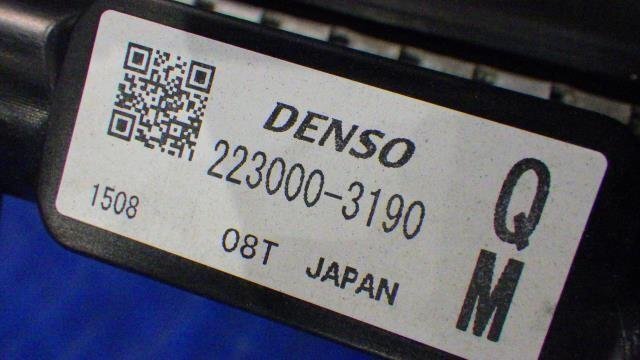 DENSO
223000-3190
1508
08T JAPAN
Q
M